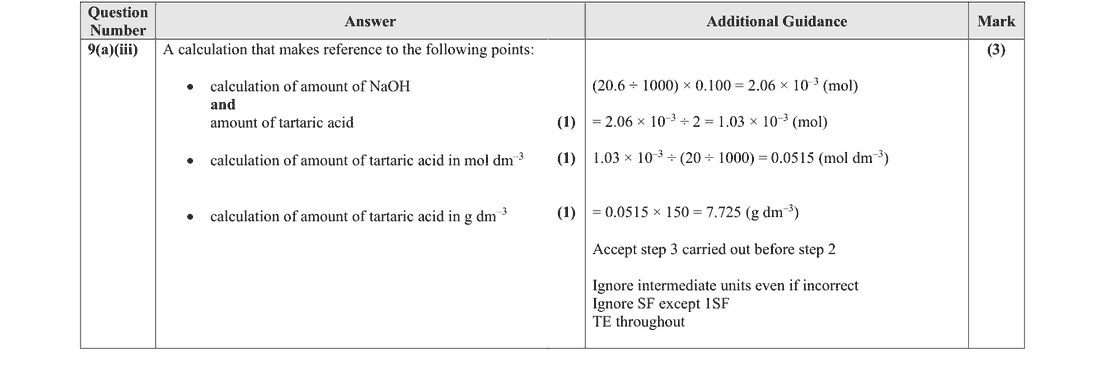 Question Number Answer Additional Guidance Mark
9(a)(iii) A calculation that makes reference to the following points: (3)
• calculation of amount of NaOH (20.6 ÷ 1000) × 0.100 = 2.06 × 10⁻³ (mol)
and
amount of tartaric acid (1) = 2.06 × 10⁻³ ÷ 2 = 1.03 × 10⁻³ (mol)
• calculation of amount of tartaric acid in mol dm⁻³ (1) 1.03 × 10⁻³ ÷ (20 ÷ 1000) = 0.0515 (mol dm⁻³)
• calculation of amount of tartaric acid in g dm⁻³ (1) = 0.0515 × 150 = 7.725 (g dm⁻³)
Accept step 3 carried out before step 2
Ignore intermediate units even if incorrect
Ignore SF except 1SF
TE throughout